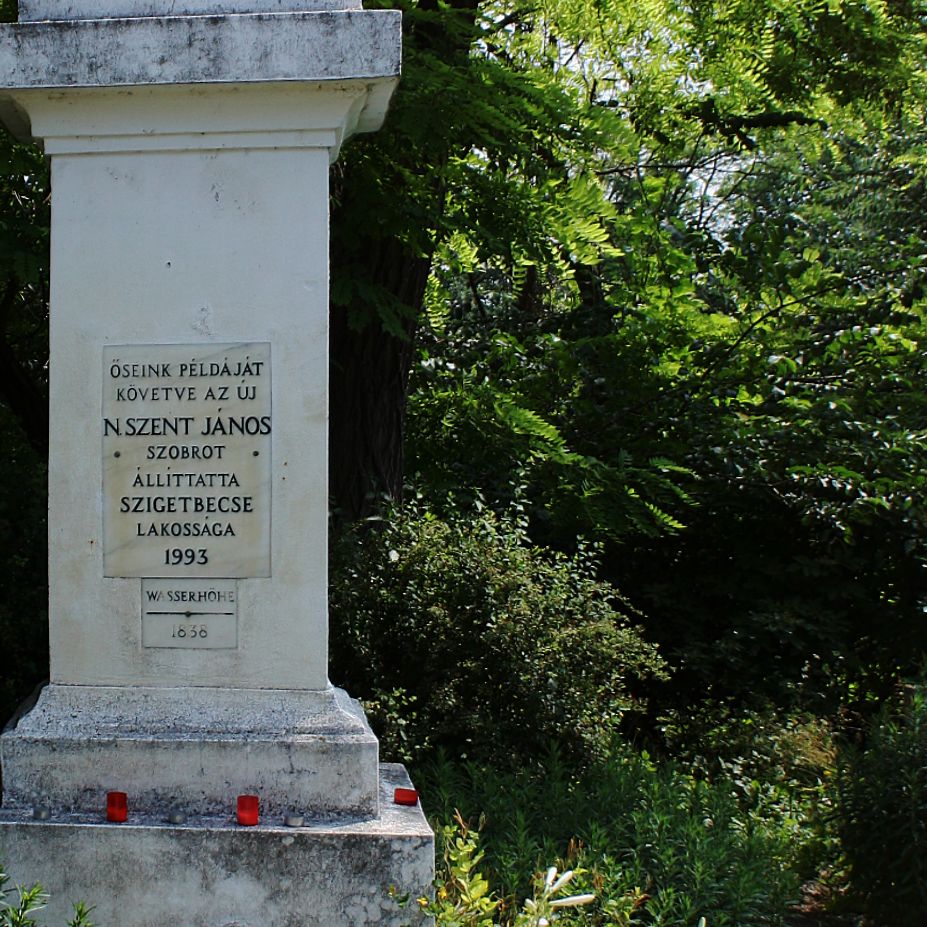 ŐSEINK PÉLDÁJÁT
KÖVETVE AZ ÚJ
N.SZENT JÁNOS
SZOBROT
ÁLLÍTTATTA
SZIGETBECSE
LAKOSSÁGA
1993
WASSERHÖHE
1838